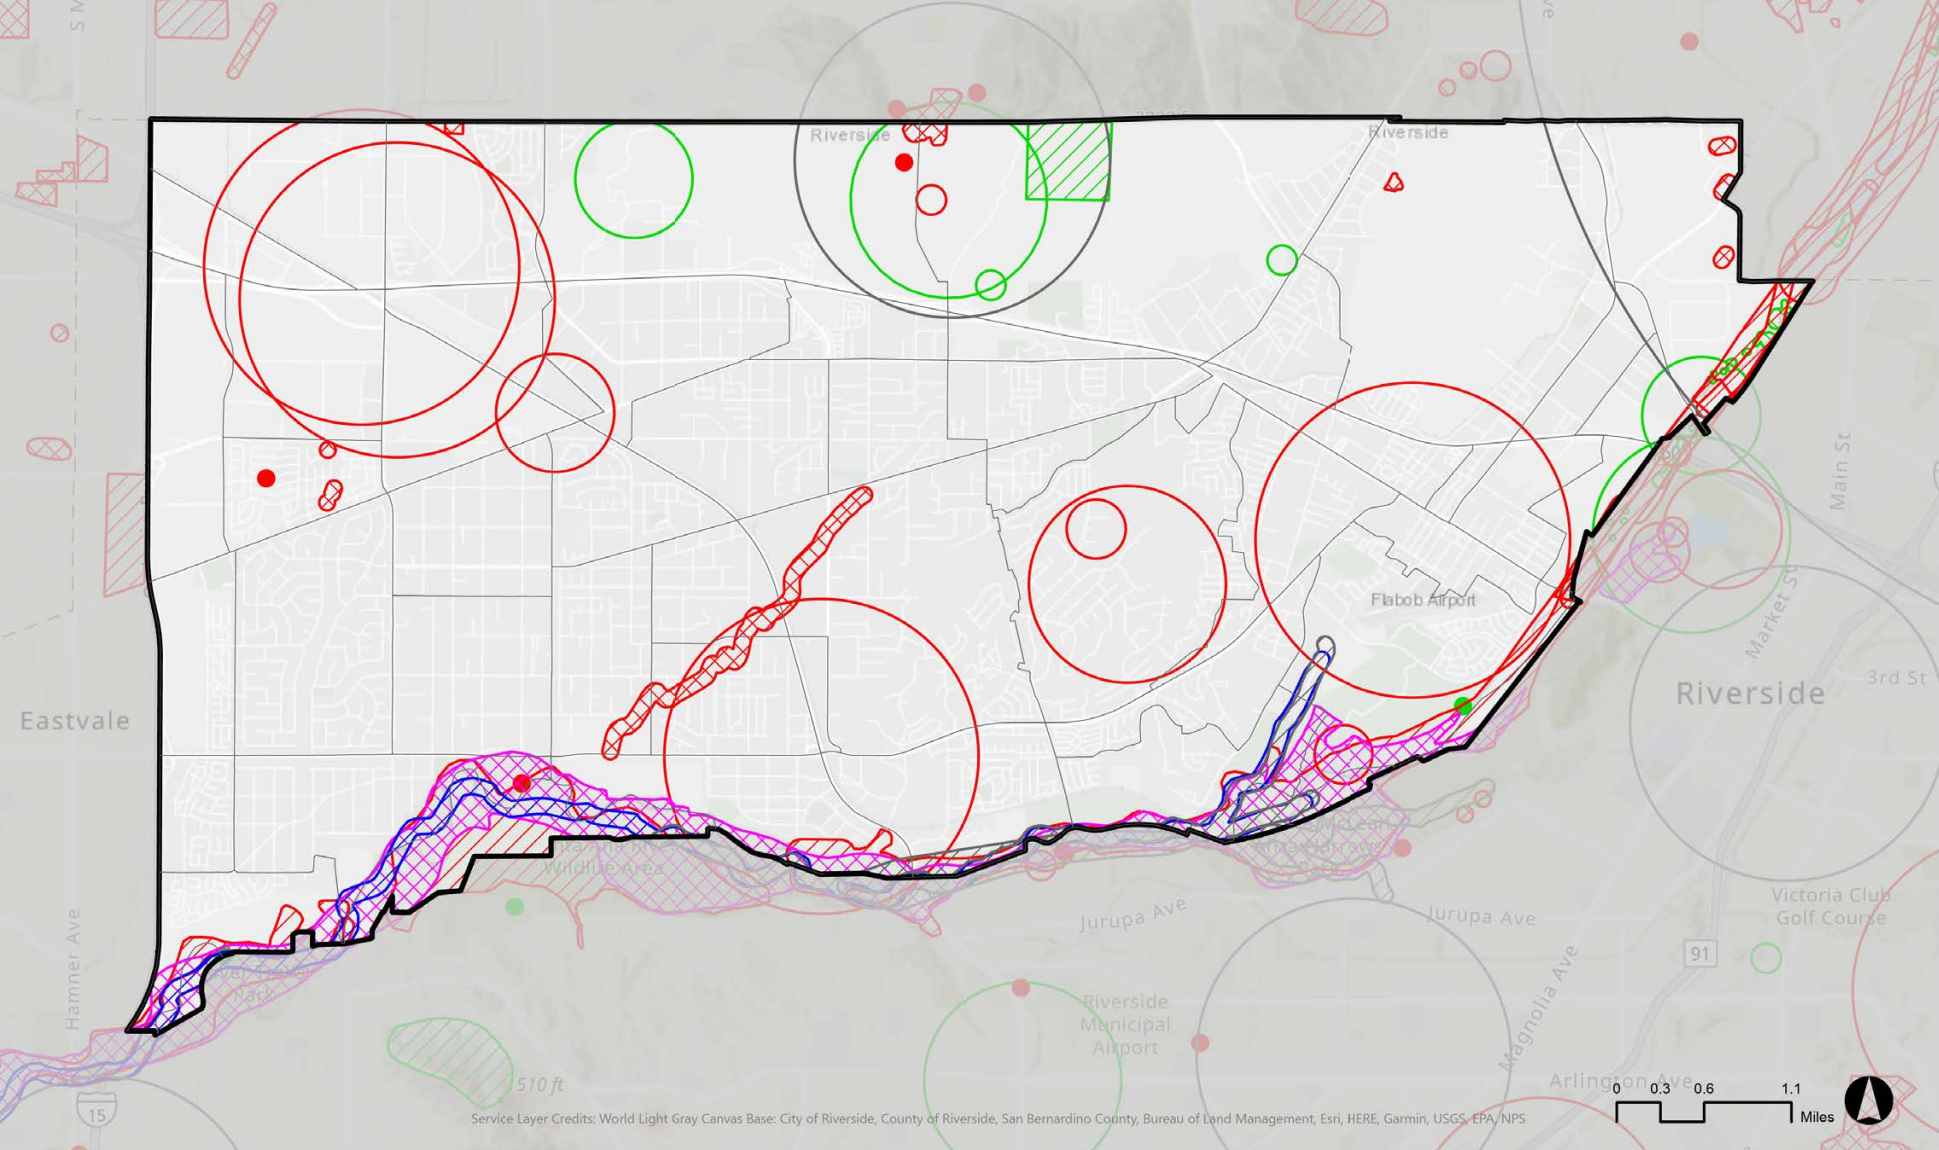 Riverside
Riverside
Eastvale
Flabob Airport
Main St
Market St
3rd St
Riverside
Wildlife Area
Jurupa Ave
Jurupa Ave
Victoria Club
Golf Course
91
Hamner Ave
Park
Riverside
Municipal
Airport
Magnolia Ave
Arlington Ave
510 ft
15
0 0.3 0.6 1.1
Miles
Service Layer Credits: World Light Gray Canvas Base: City of Riverside, County of Riverside, San Bernardino County, Bureau of Land Management, Esri, HERE, Garmin, USGS, EPA, NPS